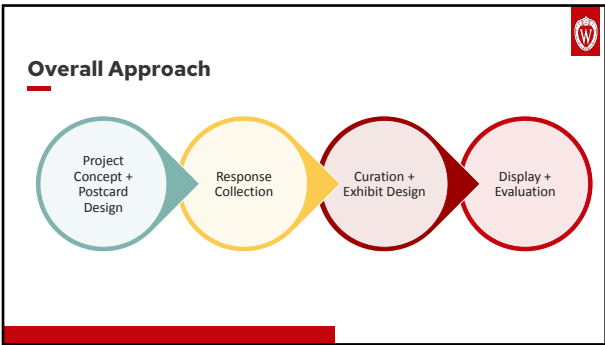 W
Overall Approach
Project
Concept +
Postcard
Design
Response
Collection
Curation +
Exhibit Design
Display +
Evaluation